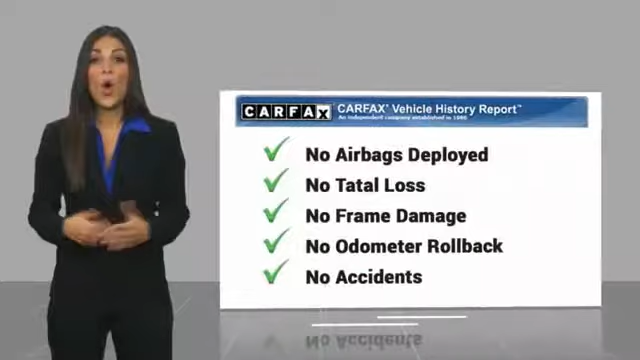 CARFAX CARFAX® Vehicle History Report™
An independent company established in 1986
No Airbags Deployed
No Tatal Loss
No Frame Damage
No Odometer Rollback
No Accidents